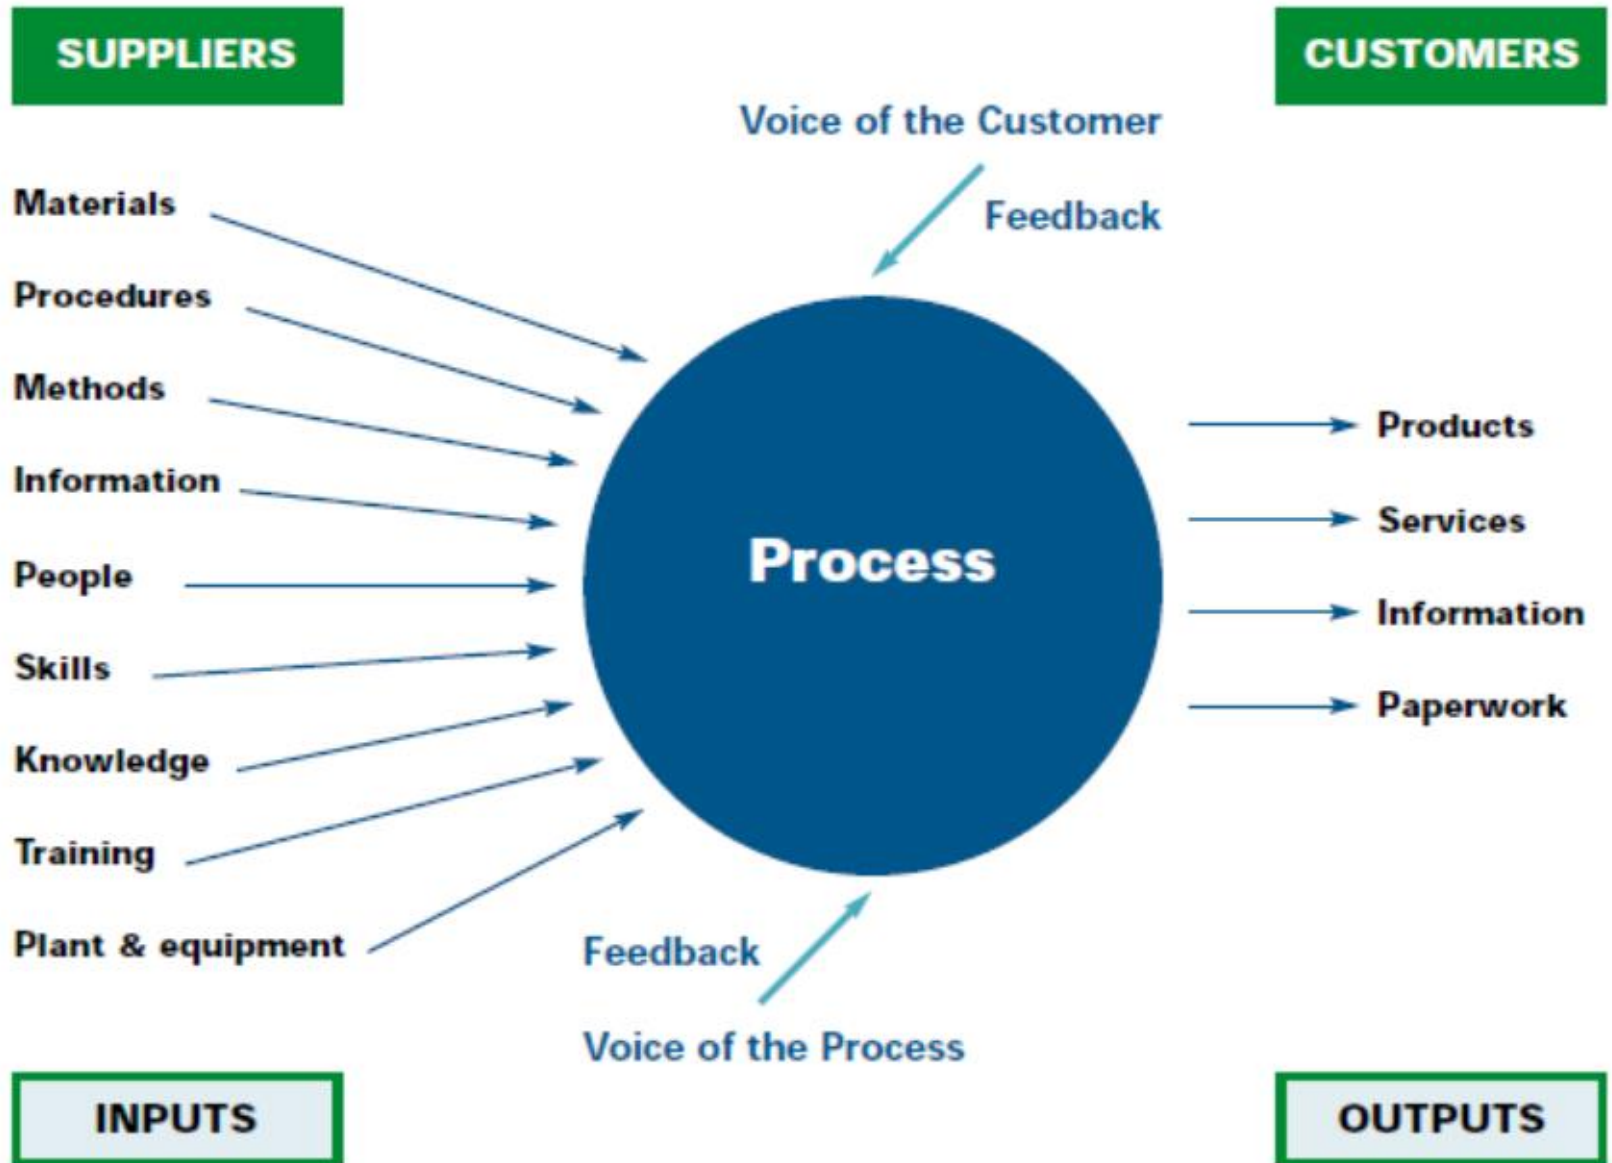 SUPPLIERS
CUSTOMERS
Voice of the Customer
Feedback
Materials
Procedures
Methods
Information
People
Skills
Knowledge
Training
Plant & equipment
Process
Products
Services
Information
Paperwork
Feedback
Voice of the Process
INPUTS
OUTPUTS